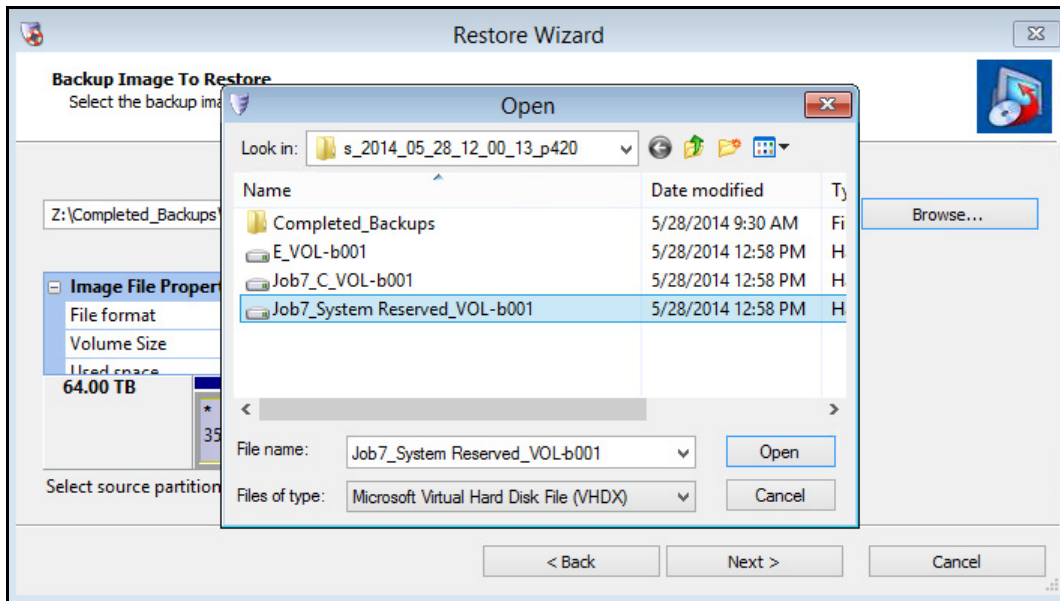 Restore Wizard
Backup Image To Restore
Select the backup ima
Open
Look in: s_2014_05_28_12_00_13_p420
Name Date modified Ty
Z:\Completed_Backups\ Browse...
Completed_Backups 5/28/2014 9:30 AM Fi
E_VOL-b001 5/28/2014 12:58 PM H
Job7_C_VOL-b001 5/28/2014 12:58 PM H
Image File Propert
Job7_System Reserved_VOL-b001 5/28/2014 12:58 PM H
File format
Volume Size
Used space
64.00 TB
*
35
File name: Job7_System Reserved_VOL-b001 Open
Select source partition
Files of type: Microsoft Virtual Hard Disk File (VHDX) Cancel
< Back Next > Cancel